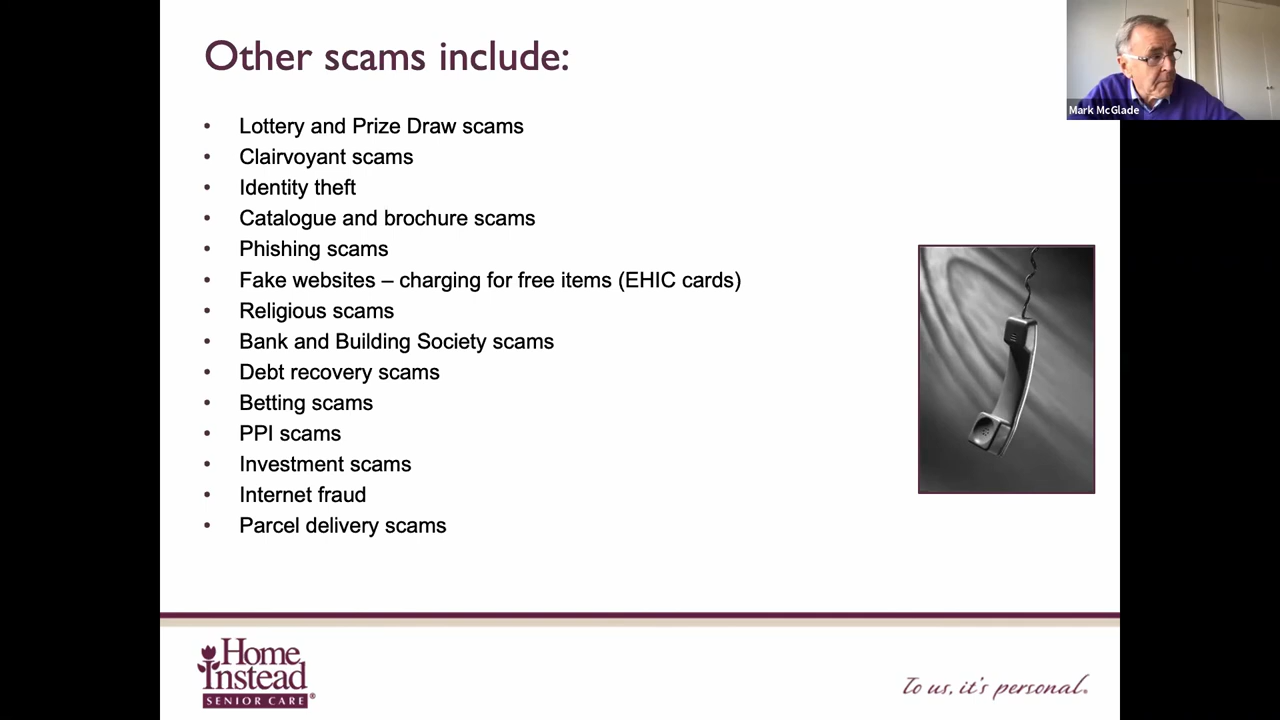 Other scams include:
• Lottery and Prize Draw scams
• Clairvoyant scams
• Identity theft
• Catalogue and brochure scams
• Phishing scams
• Fake websites – charging for free items (EHIC cards)
• Religious scams
• Bank and Building Society scams
• Debt recovery scams
• Betting scams
• PPI scams
• Investment scams
• Internet fraud
• Parcel delivery scams
Mark McGlade
Home
Instead
SENIOR CARE®
To us, it's personal.